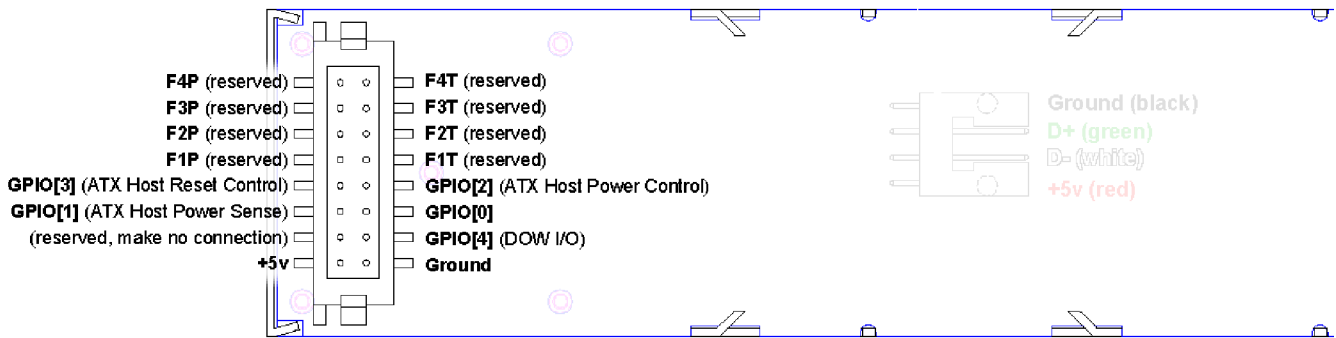 F4P (reserved) F4T (reserved)
F3P (reserved) F3T (reserved)
F2P (reserved) F2T (reserved)
F1P (reserved) F1T (reserved)
GPIO[3] (ATX Host Reset Control) GPIO[2] (ATX Host Power Control)
GPIO[1] (ATX Host Power Sense) GPIO[0]
(reserved, make no connection) GPIO[4] (DOW I/O)
+5v Ground
Ground (black)
D+ (green)
D- (white)
+5v (red)